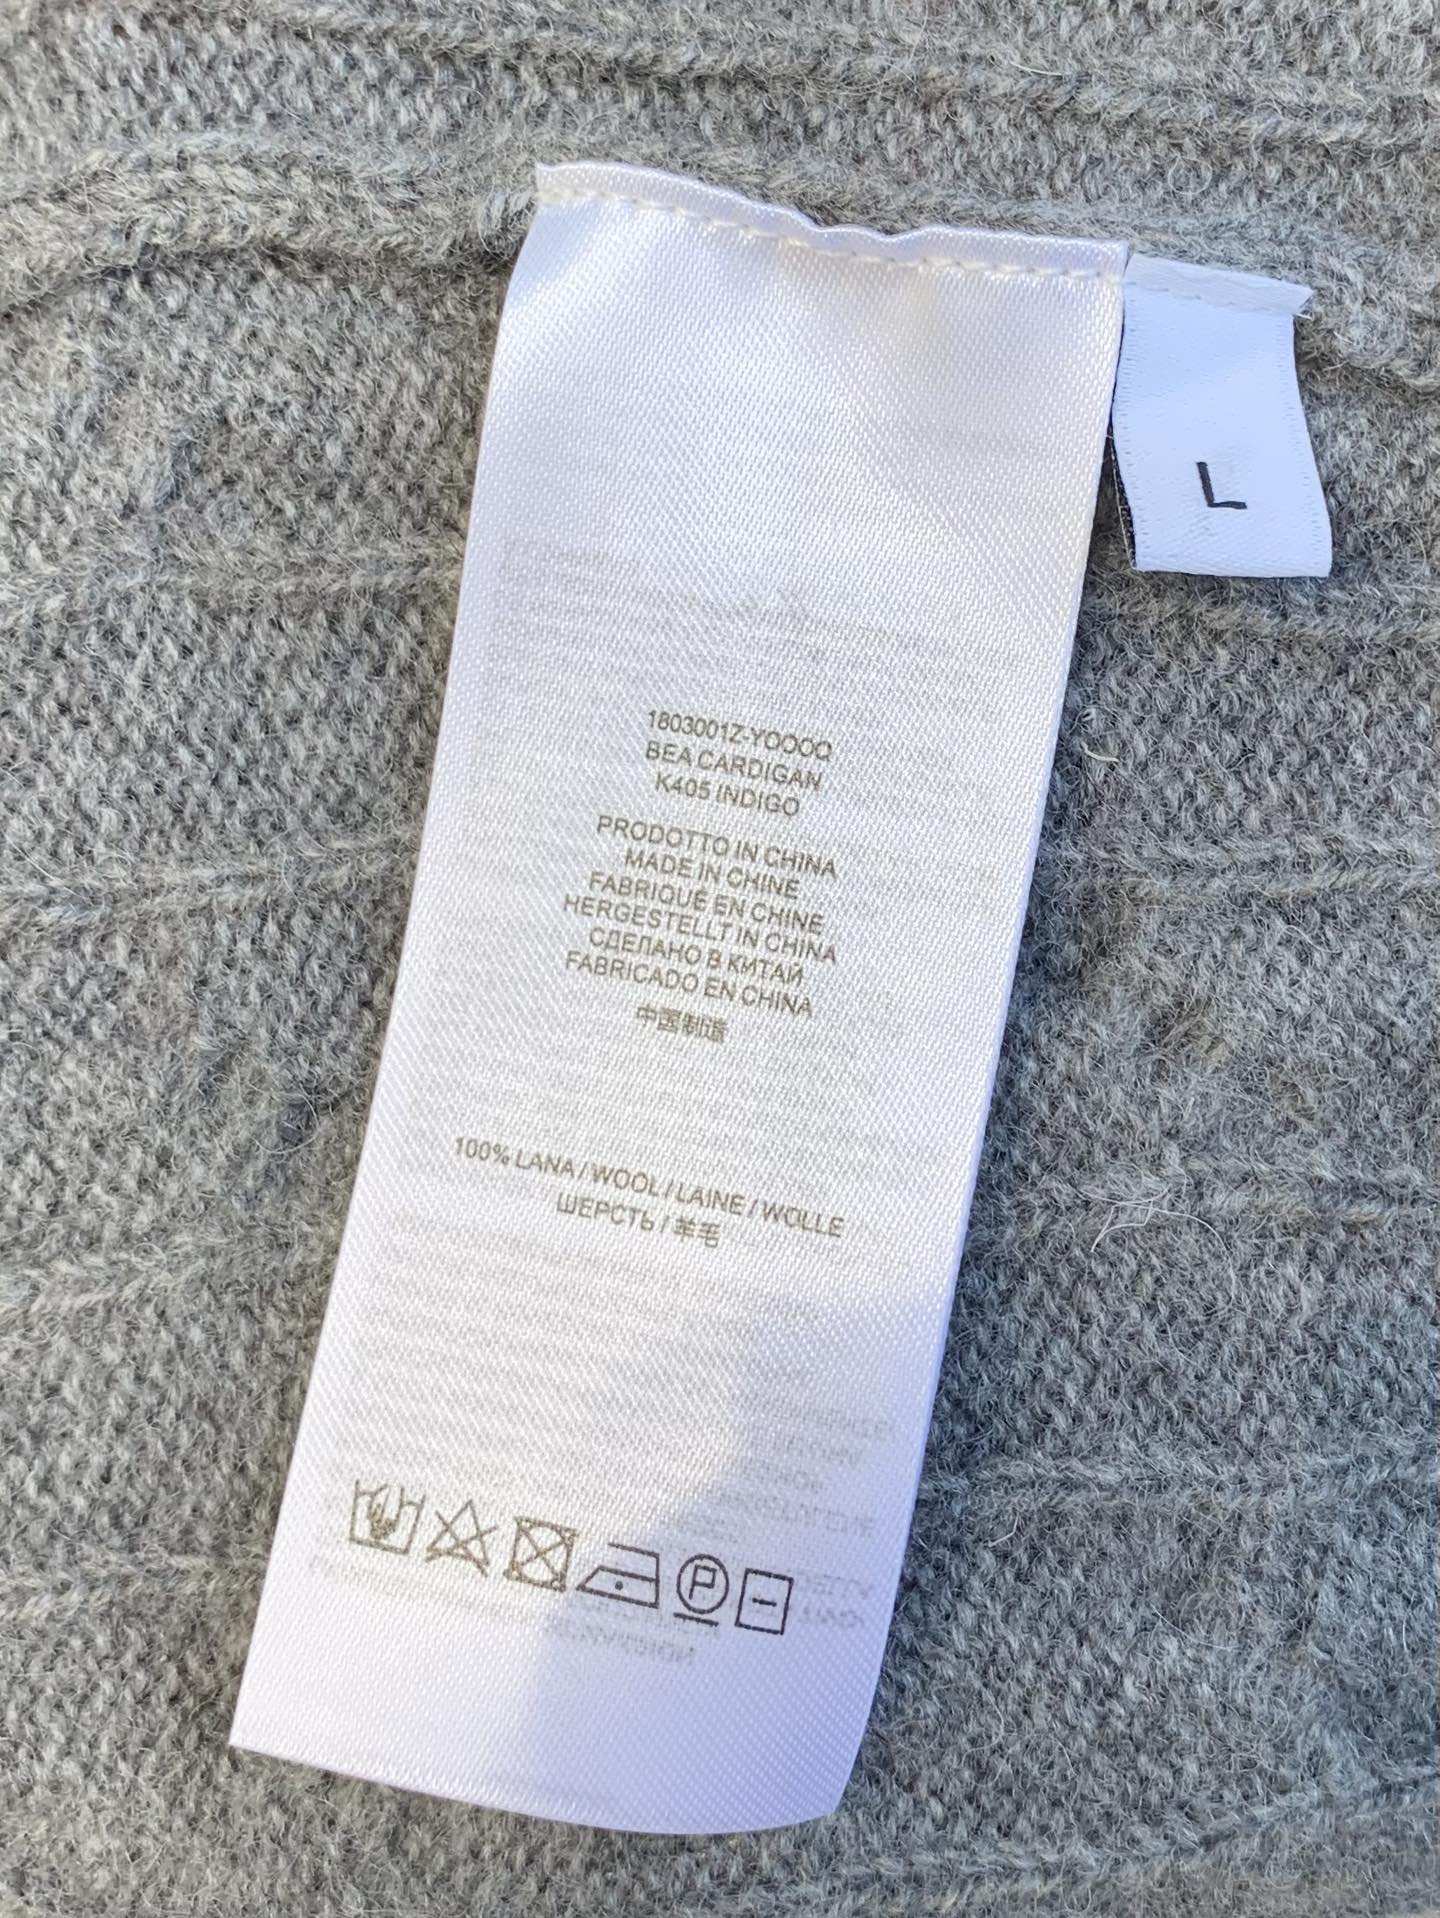 L
1803001Z-YOOOQ
BEA CARDIGAN
K405 INDIGO
PRODOTTO IN CHINA
MADE IN CHINE
FABRIQUÉ EN CHINE
HERGESTELLT IN CHINA
СДЕЛАНО В КИТАЙ
FABRICADO EN CHINA
中国制造
100% LANA / WOOL / LAINE / WOLLE
ШЕРСТЬ / 羊毛
P